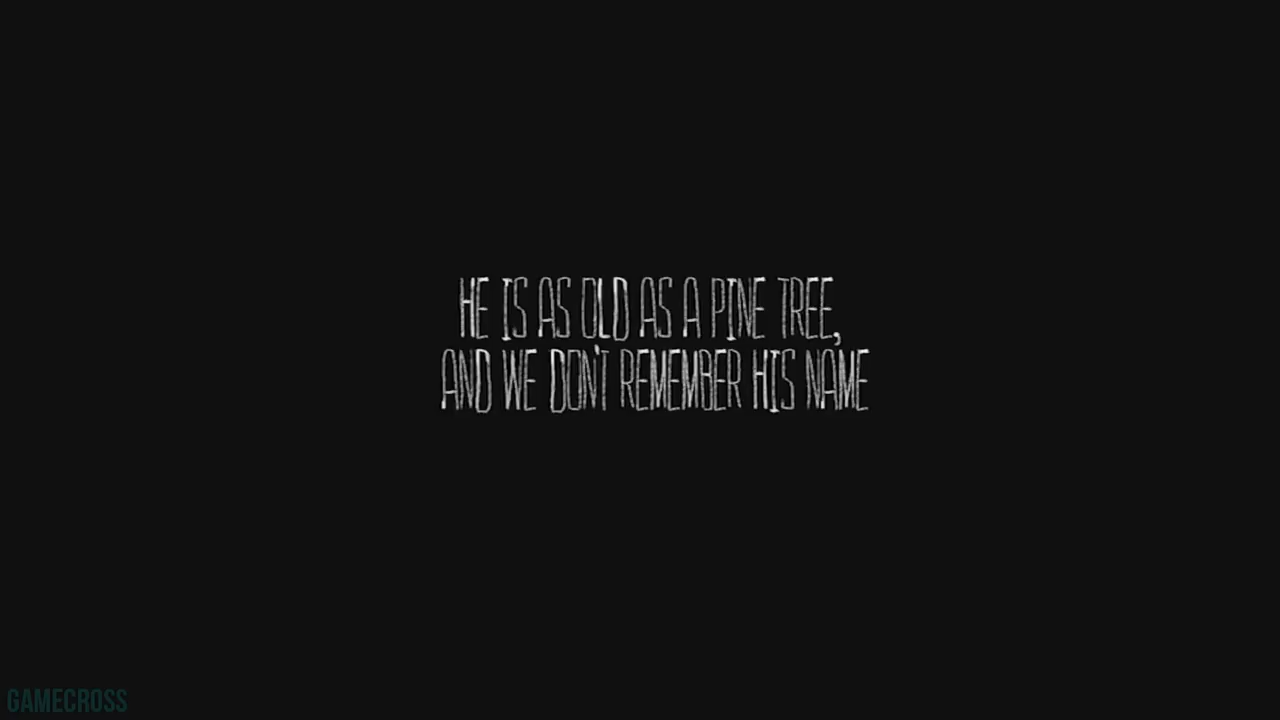 HE IS AS OLD AS A PINE TREE,
AND WE DON'T REMEMBER HIS NAME
GAMECROSS